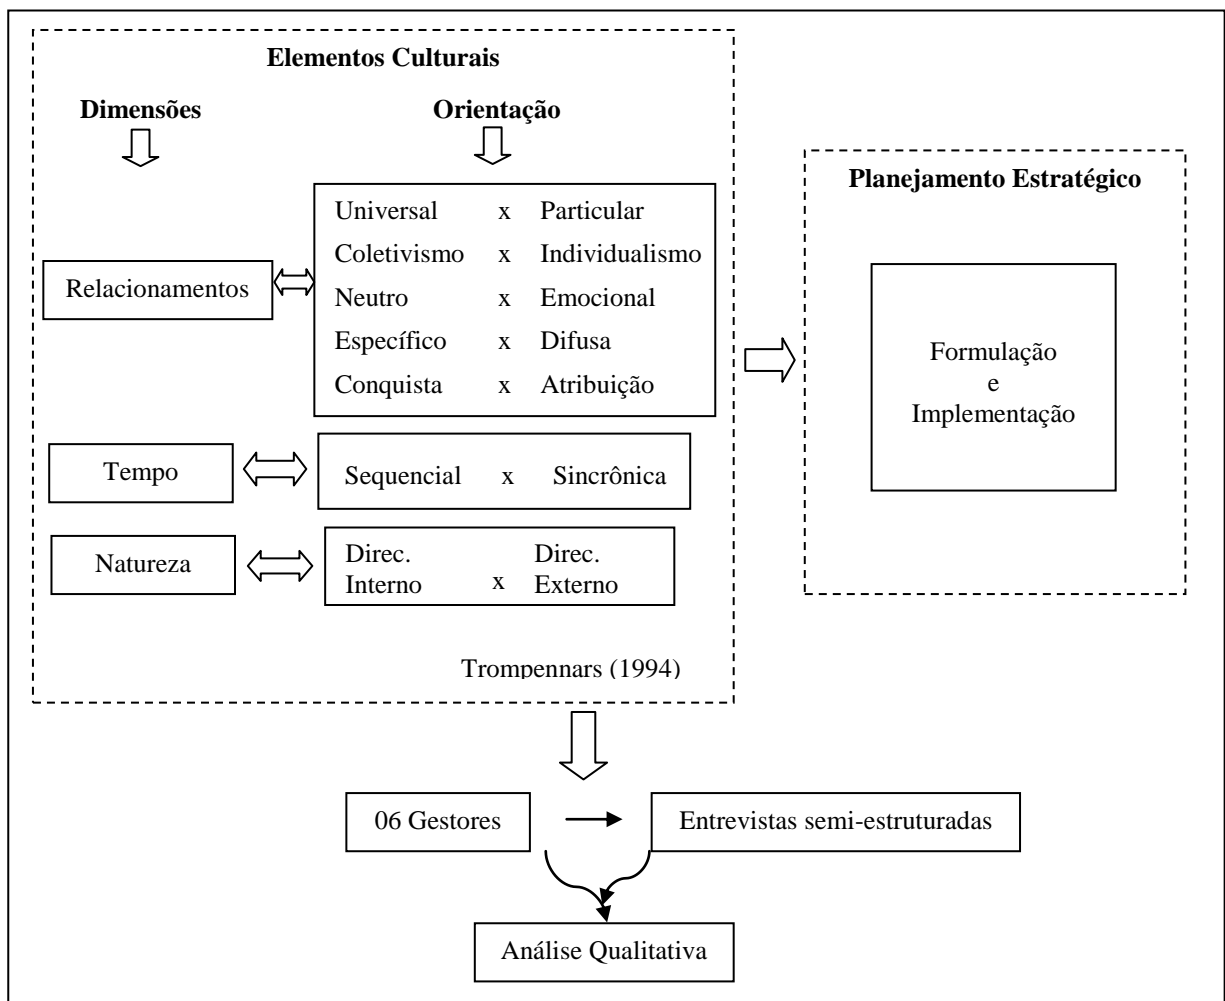 Elementos Culturais
Dimensões
Orientação
Relacionamentos
Universal x Particular
Coletivismo x Individualismo
Neutro x Emocional
Específico x Difusa
Conquista x Atribuição
Tempo
Sequencial x Sincrônica
Natureza
Direc. Direc.
Interno x Externo
Trompennars (1994)
Planejamento Estratégico
Formulação
e
Implementação
06 Gestores
Entrevistas semi-estruturadas
Análise Qualitativa